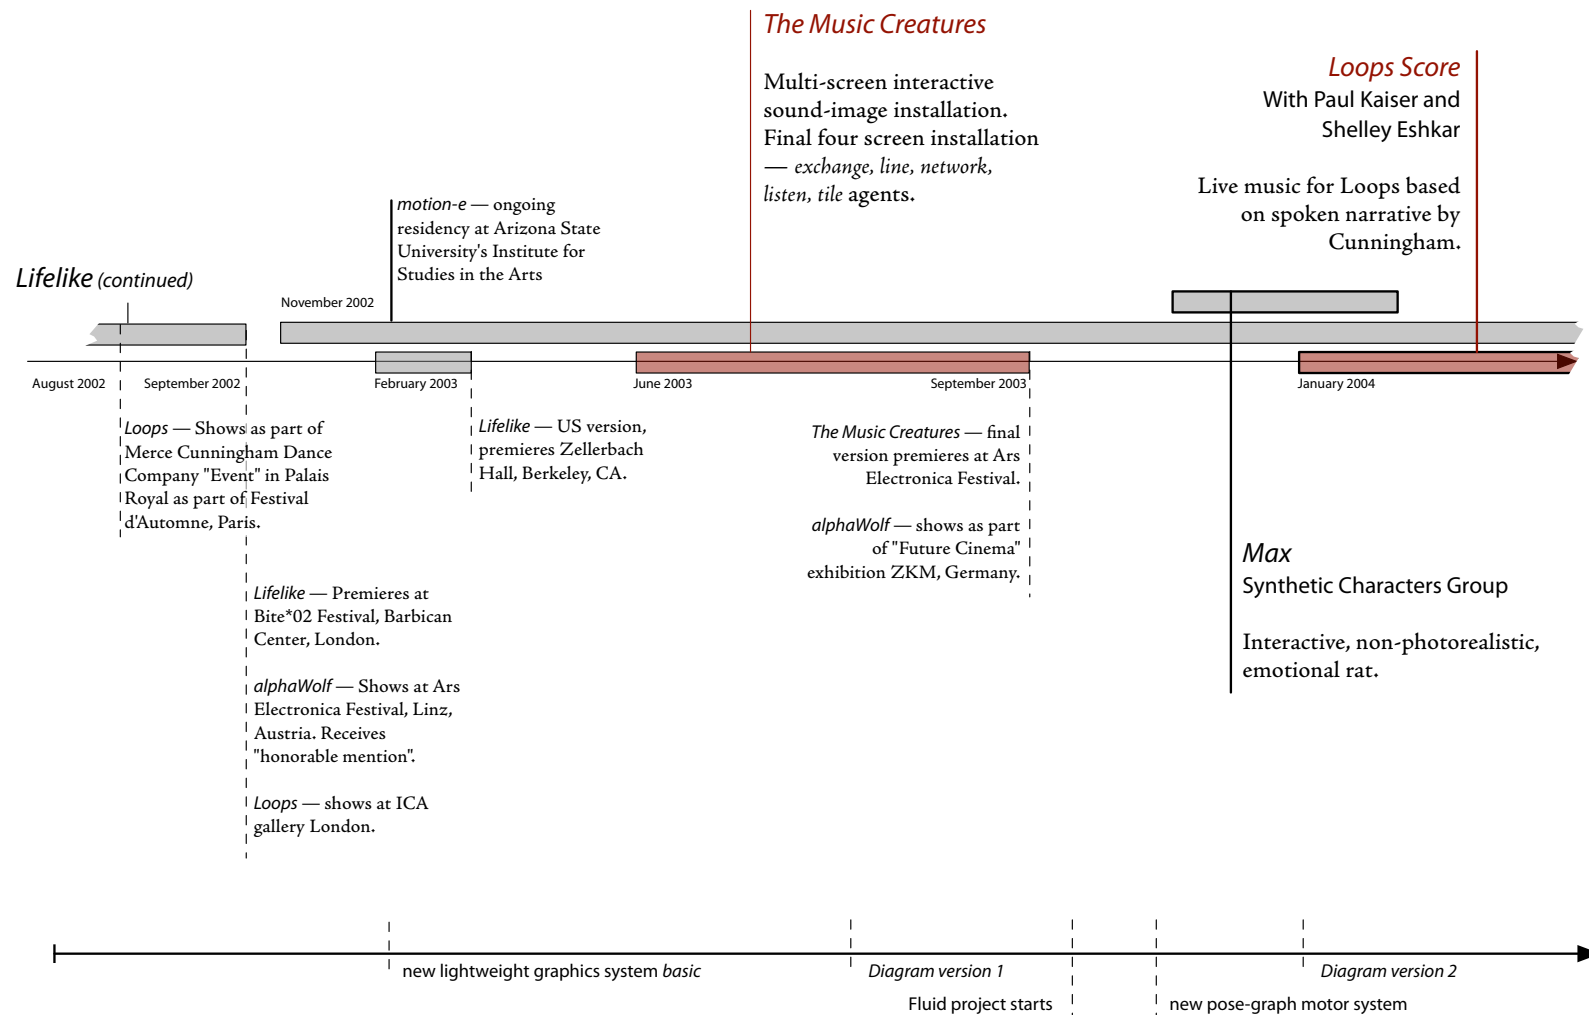 The Music Creatures
Multi-screen interactive
sound-image installation.
Final four screen installation
— exchange, line, network,
listen, tile agents.
Loops Score
With Paul Kaiser and
Shelley Eshkar
Live music for Loops based
on spoken narrative by
Cunningham.
motion-e — ongoing
residency at Arizona State
University's Institute for
Studies in the Arts
Lifelike (continued)
November 2002
August 2002
September 2002
February 2003
June 2003
September 2003
January 2004
Loops — Shows as part of
Merce Cunningham Dance
Company "Event" in Palais
Royal as part of Festival
d'Automne, Paris.
Lifelike — US version,
premieres Zellerbach
Hall, Berkeley, CA.
The Music Creatures — final
version premieres at Ars
Electronica Festival.
alphaWolf — shows as part
of "Future Cinema"
exhibition ZKM, Germany.
Max
Synthetic Characters Group
Interactive, non-photorealistic,
emotional rat.
Lifelike — Premieres at
Bite*02 Festival, Barbican
Center, London.
alphaWolf — Shows at Ars
Electronica Festival, Linz,
Austria. Receives
"honorable mention".
Loops — shows at ICA
gallery London.
new lightweight graphics system basic
Diagram version 1
Diagram version 2
Fluid project starts
new pose-graph motor system